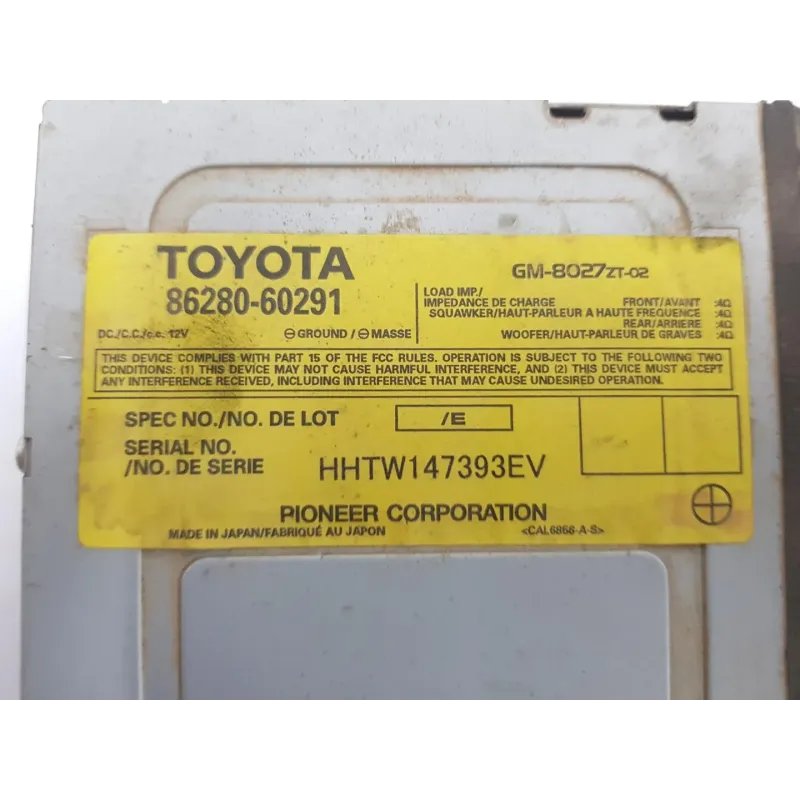 TOYOTA
86280-60291
GM-8027ZT-02
LOAD IMP./
IMPEDANCE DE CHARGE FRONT/AVANT :4Ω
SQUAWKER/HAUT-PARLEUR A HAUTE FREQUENCE :4Ω
REAR/ARRIERE :4Ω
WOOFER/HAUT-PARLEUR DE GRAVES :4Ω
DC./C.C./c.c. 12V ⊖GROUND/⊖MASSE
THIS DEVICE COMPLIES WITH PART 15 OF THE FCC RULES. OPERATION IS SUBJECT TO THE FOLLOWING TWO
CONDITIONS: (1) THIS DEVICE MAY NOT CAUSE HARMFUL INTERFERENCE, AND (2) THIS DEVICE MUST ACCEPT
ANY INTERFERENCE RECEIVED, INCLUDING INTERFERENCE THAT MAY CAUSE UNDESIRED OPERATION.
SPEC NO./NO. DE LOT /E
SERIAL NO.
/NO. DE SERIE HHTW147393EV
PIONEER CORPORATION
MADE IN JAPAN/FABRIQUÉ AU JAPON <CAL6858-A-S>